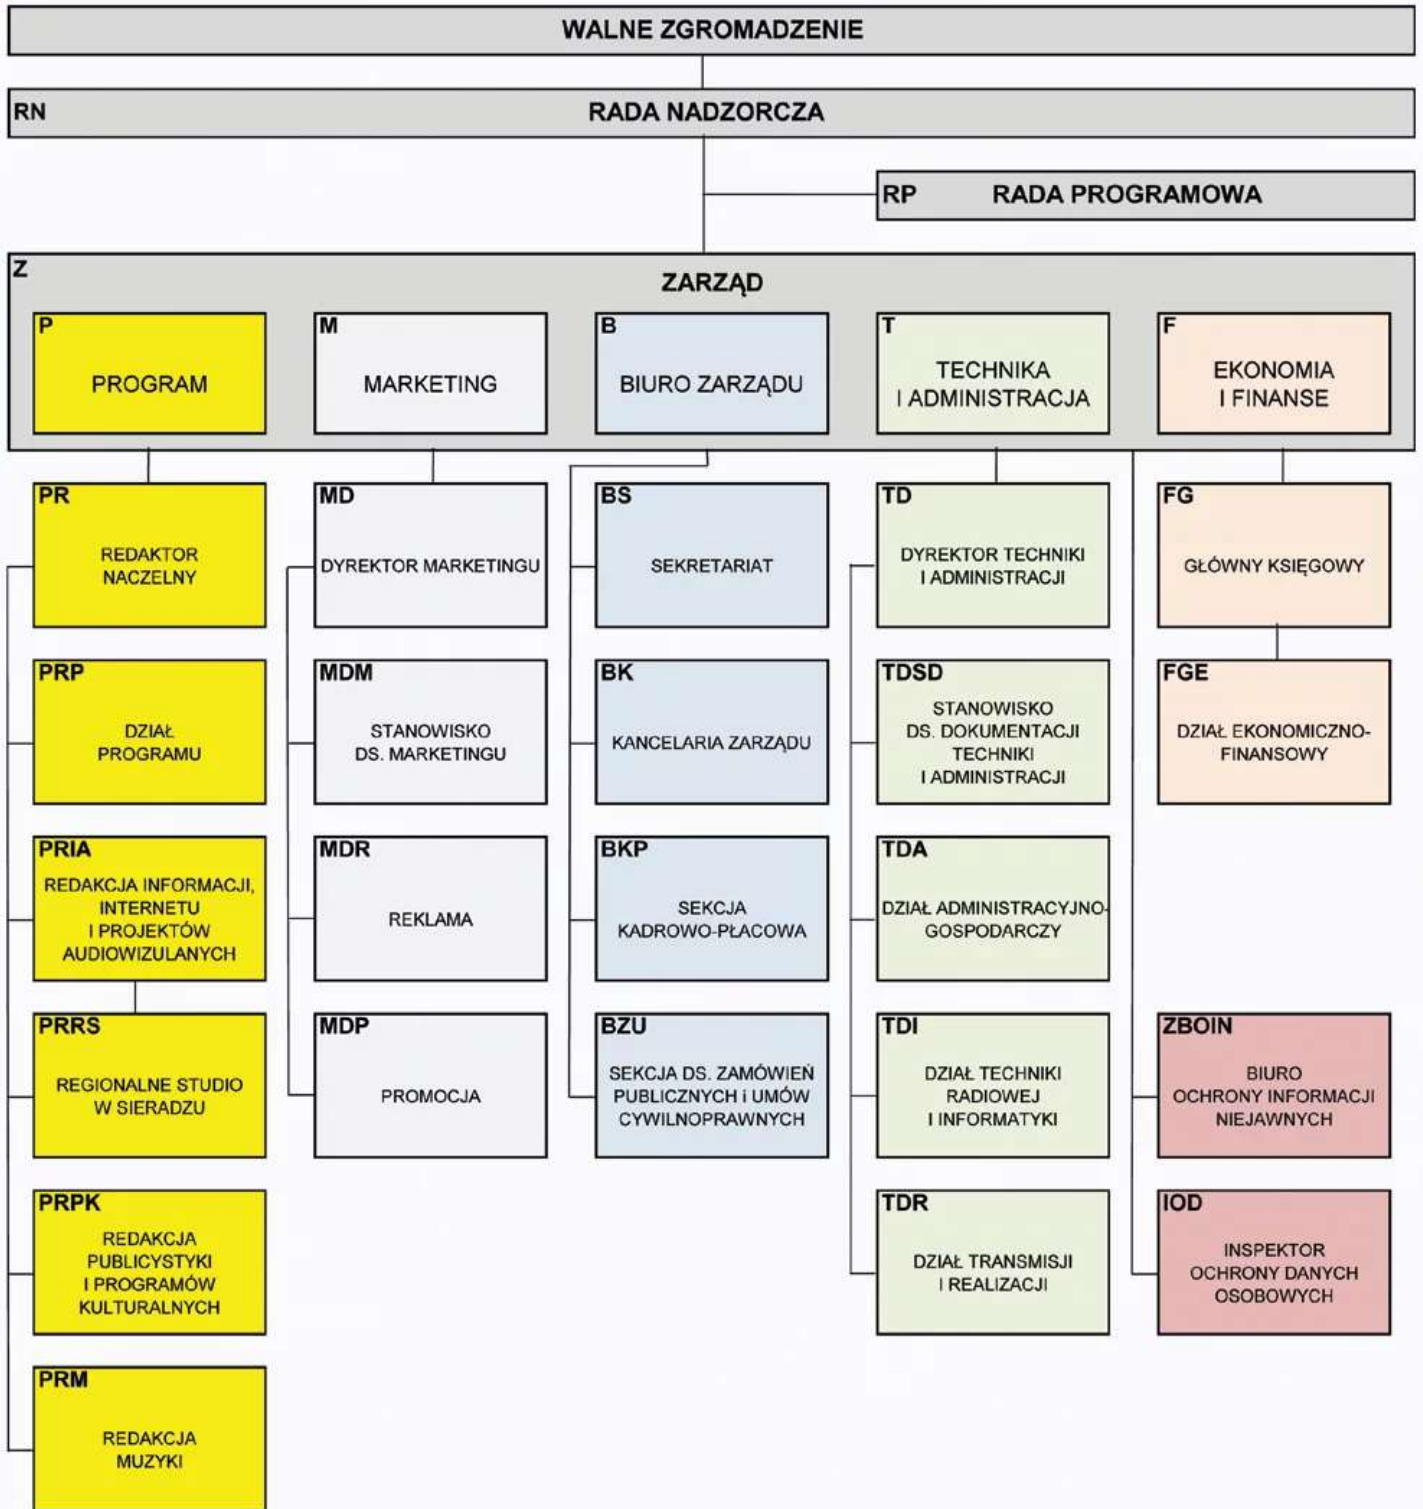 WALNE ZGROMADZENIE
RN
RADA NADZORCZA
RP
RADA PROGRAMOWA
Z
ZARZĄD
P
PROGRAM
M
MARKETING
B
BIURO ZARZĄDU
T
TECHNIKA
I ADMINISTRACJA
F
EKONOMIA
I FINANSE
PR
REDAKTOR
NACZELNY
MD
DYREKTOR MARKETINGU
BS
SEKRETARIAT
TD
DYREKTOR TECHNIKI
I ADMINISTRACJI
FG
GŁÓWNY KSIĘGOWY
PRP
DZIAŁ
PROGRAMU
MDM
STANOWISKO
DS. MARKETINGU
BK
KANCELARIA ZARZĄDU
TDSD
STANOWISKO
DS. DOKUMENTACJI
TECHNIKI
I ADMINISTRACJI
FGE
DZIAŁ EKONOMICZNO-
FINANSOWY
PRIA
REDAKCJA INFORMACJI,
INTERNETU
I PROJEKTÓW
AUDIOWIZULANYCH
MDR
REKLAMA
BKP
SEKCJA
KADROWO-PŁACOWA
TDA
DZIAŁ ADMINISTRACYJNO-
GOSPODARCZY
PRRS
REGIONALNE STUDIO
W SIERADZU
MDP
PROMOCJA
BZU
SEKCJA DS. ZAMÓWIEŃ
PUBLICZNYCH i UMÓW
CYWILNOPRAWNYCH
TDI
DZIAŁ TECHNIKI
RADIOWEJ
I INFORMATYKI
ZBOIN
BIURO
OCHRONY INFORMACJI
NIEJAWNYCH
PRPK
REDAKCJA
PUBLICYSTYKI
I PROGRAMÓW
KULTURALNYCH
TDR
DZIAŁ TRANSMISJI
I REALIZACJI
IOD
INSPEKTOR
OCHRONY DANYCH
OSOBOWYCH
PRM
REDAKCJA
MUZYKI